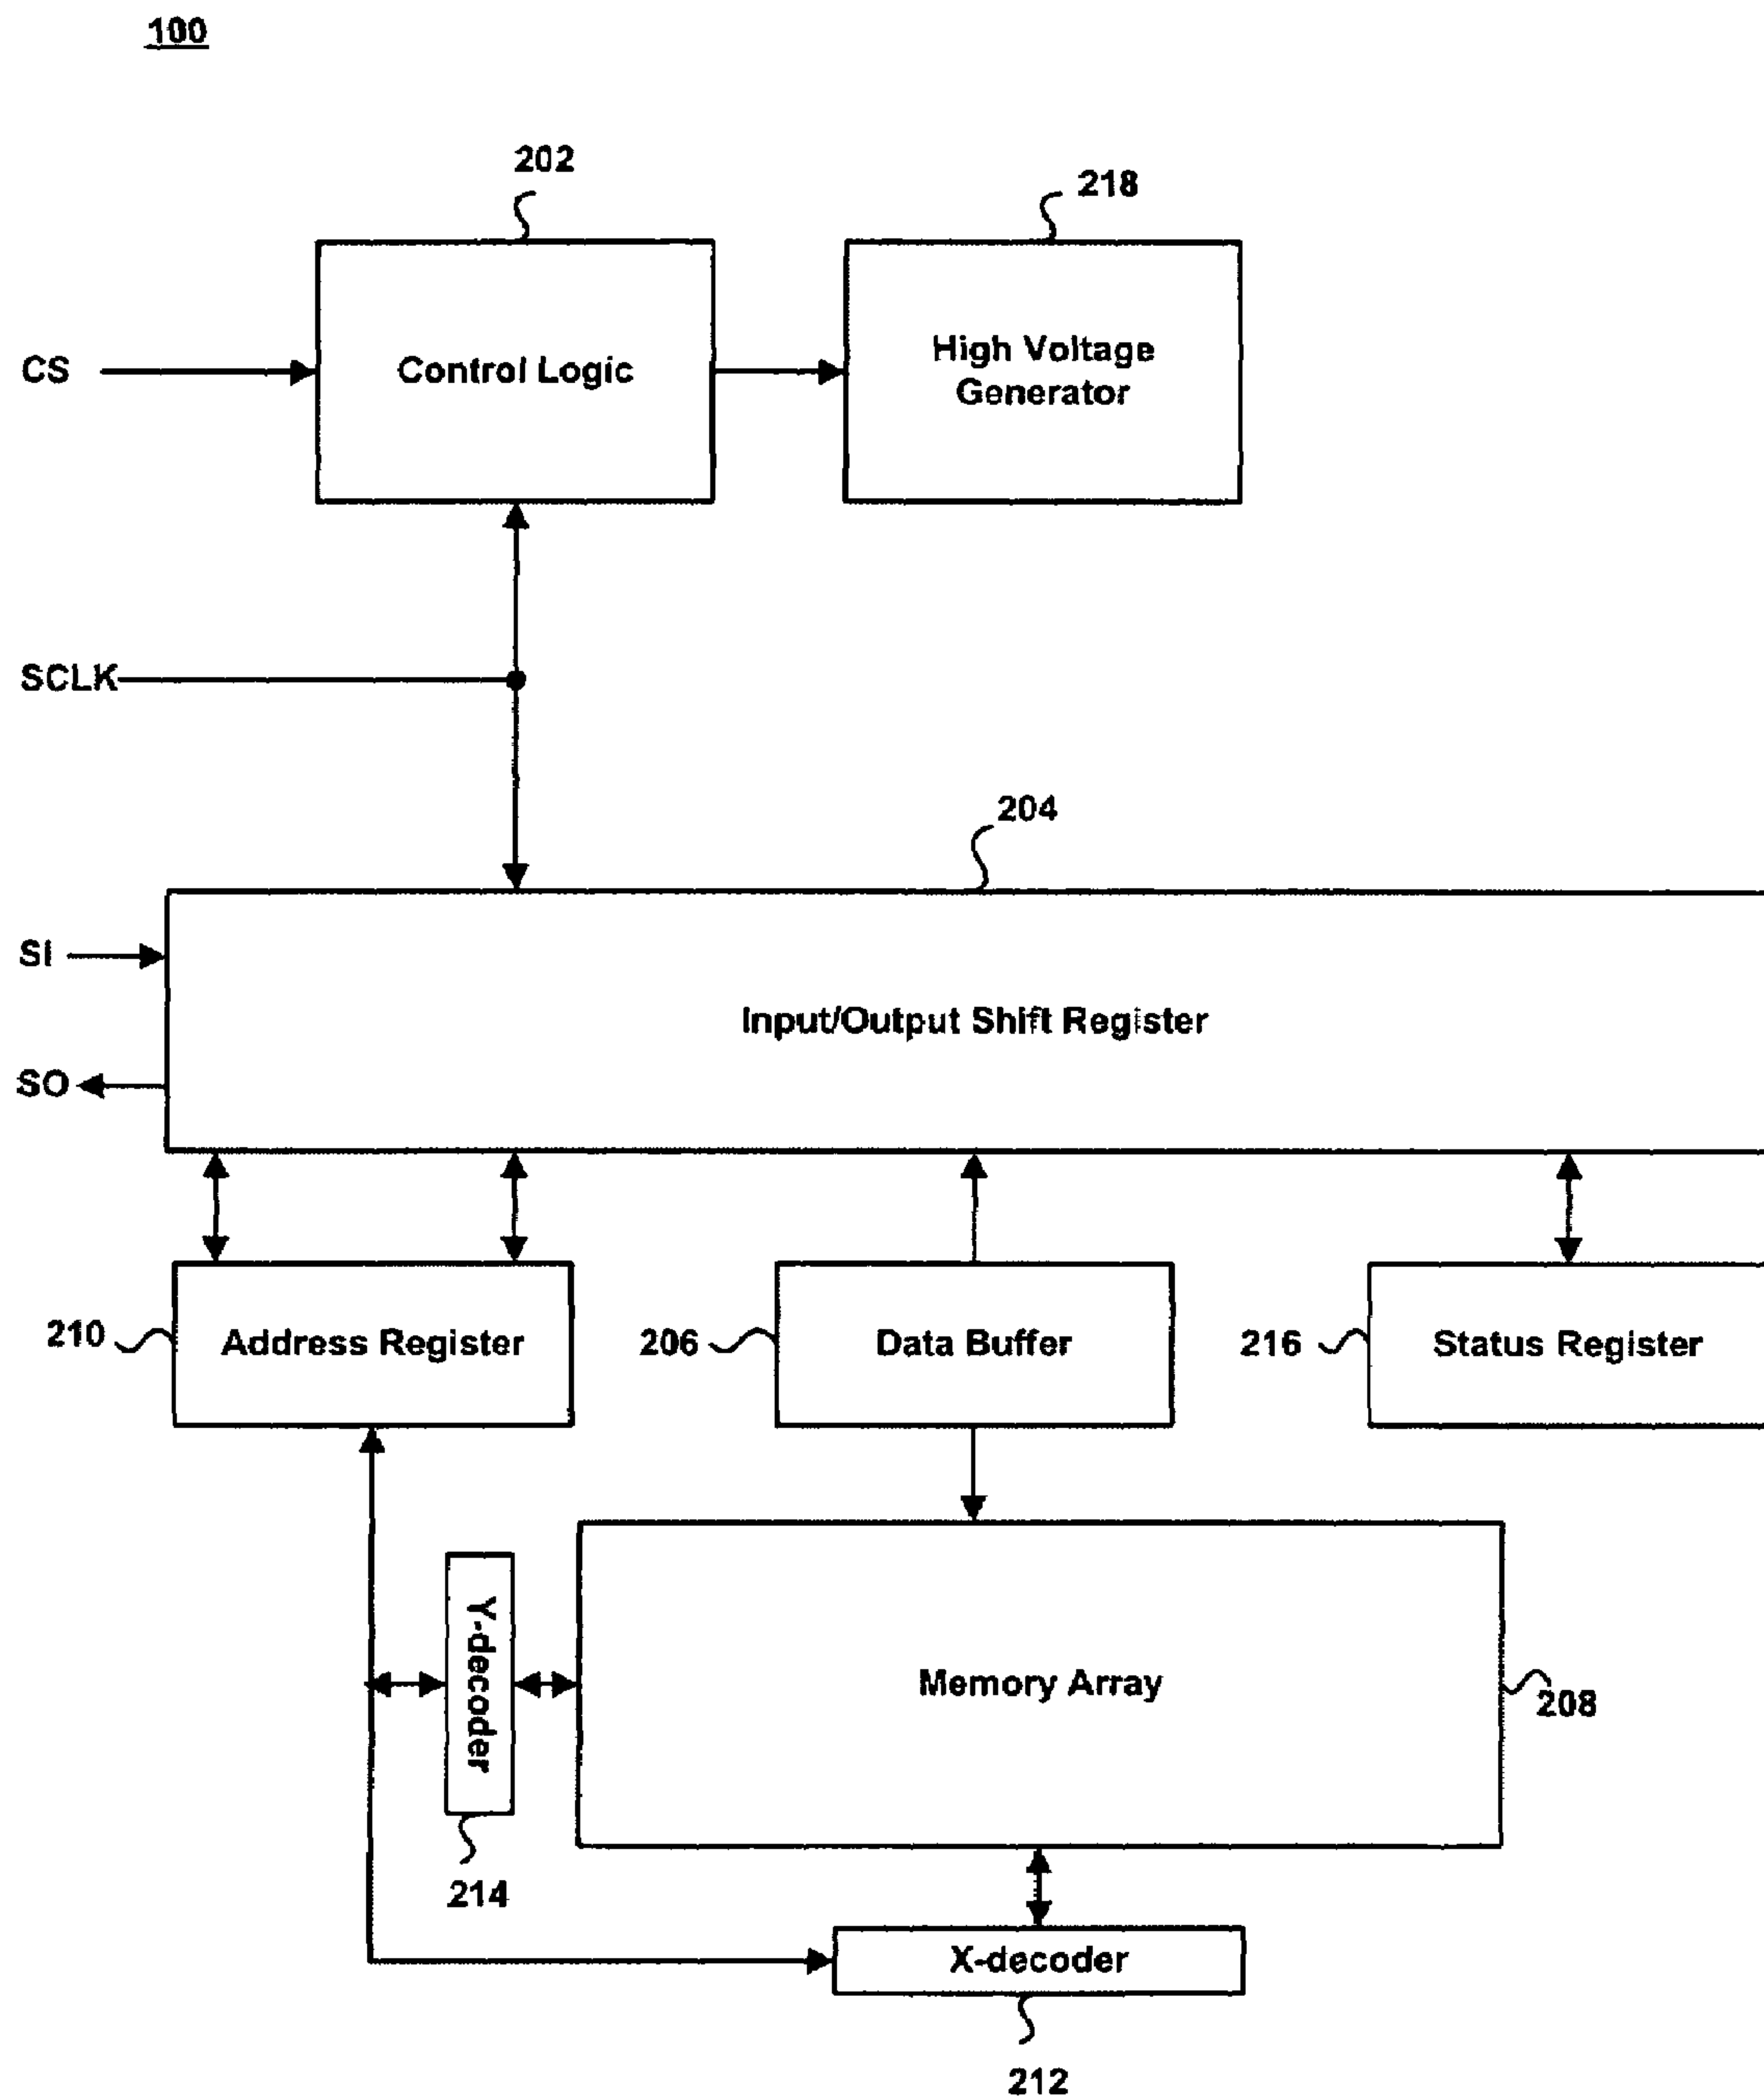 100
202
218
CS
Control Logic
High Voltage
Generator
SCLK
204
SI
Input/Output Shift Register
SO
210
Address Register
206
Data Buffer
216
Status Register
Y-decoder
Memory Array
208
214
X-decoder
212